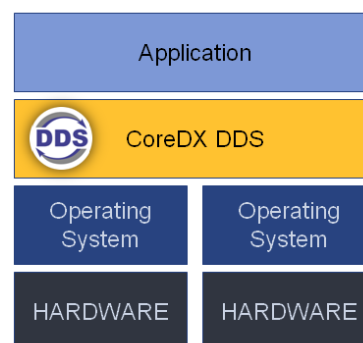 Application
DDS
CoreDX DDS
Operating
System
Operating
System
HARDWARE
HARDWARE